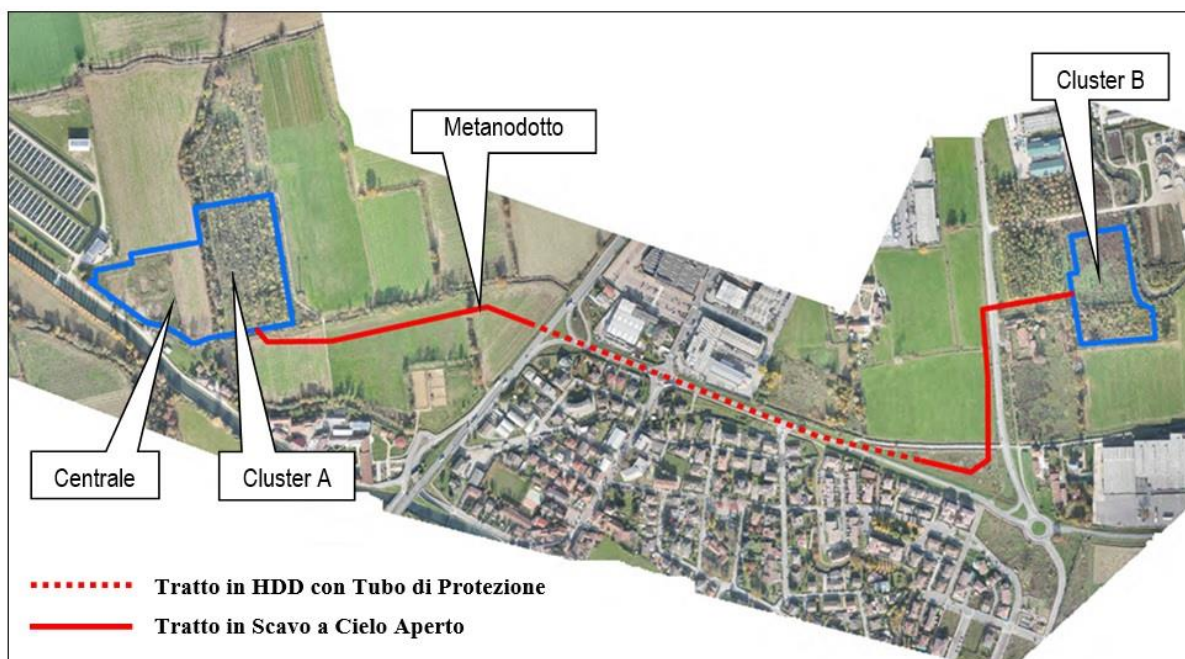 Cluster B
Metanodotto
Centrale
Cluster A
Tratto in HDD con Tubo di Protezione
Tratto in Scavo a Cielo Aperto